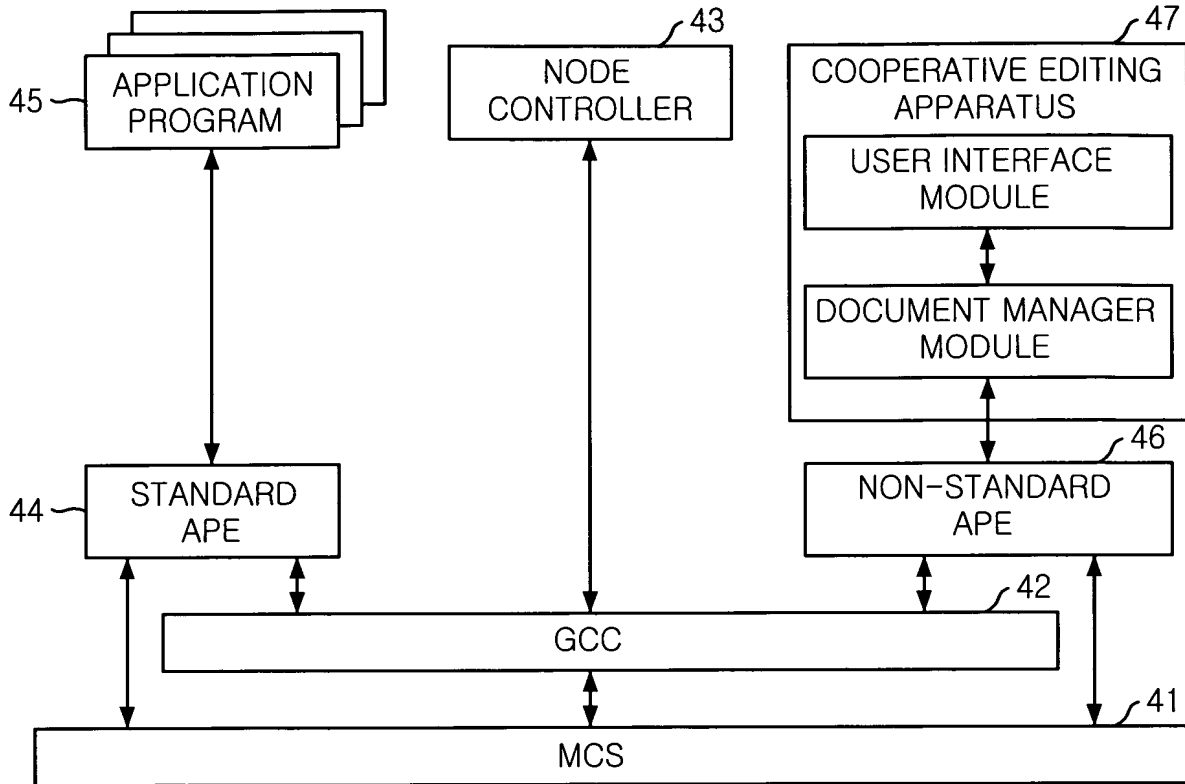 43
47
45
APPLICATION
PROGRAM
NODE
CONTROLLER
COOPERATIVE EDITING
APPARATUS
USER INTERFACE
MODULE
DOCUMENT MANAGER
MODULE
46
44
STANDARD
APE
NON-STANDARD
APE
42
GCC
41
MCS